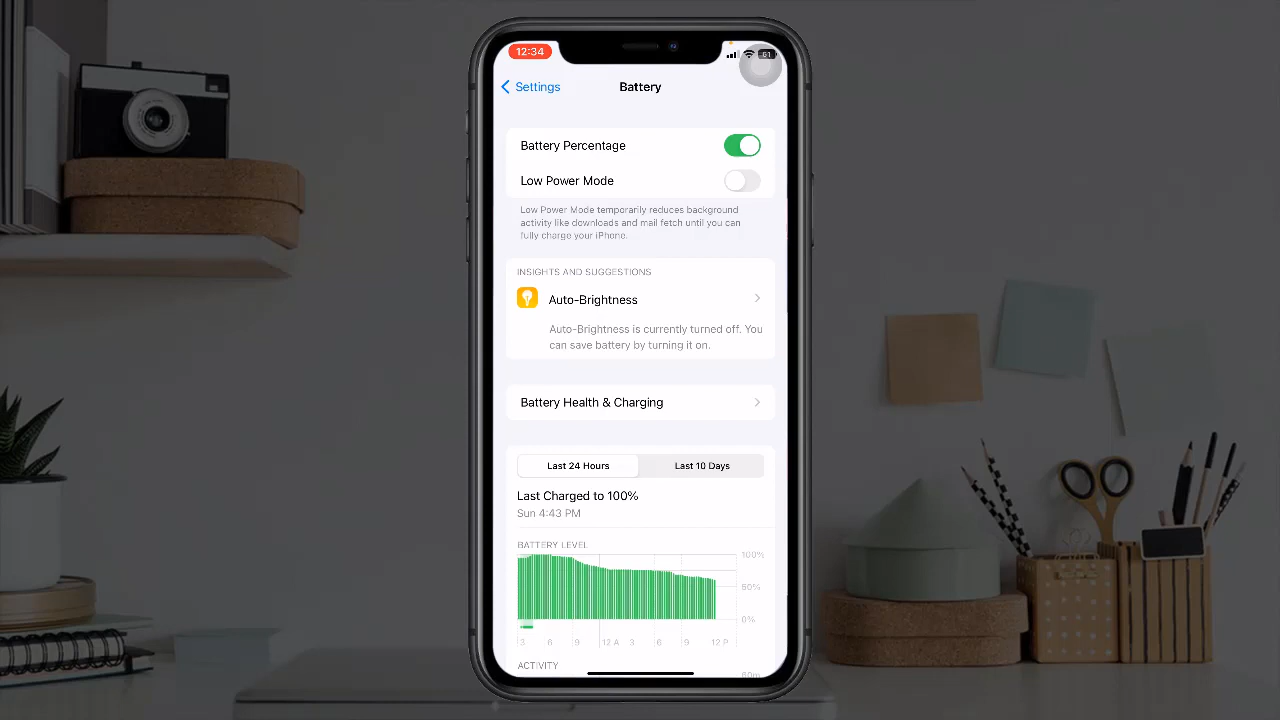 12:34
61
Settings
Battery
Battery Percentage
Low Power Mode
Low Power Mode temporarily reduces background
activity like downloads and mail fetch until you can
fully charge your iPhone.
INSIGHTS AND SUGGESTIONS
Auto-Brightness
Auto-Brightness is currently turned off. You
can save battery by turning it on.
Battery Health & Charging
Last 24 Hours
Last 10 Days
Last Charged to 100%
Sun 4:43 PM
BATTERY LEVEL
100%
50%
0%
3 6 9 12 A 3 6 9 12 P
ACTIVITY
60m